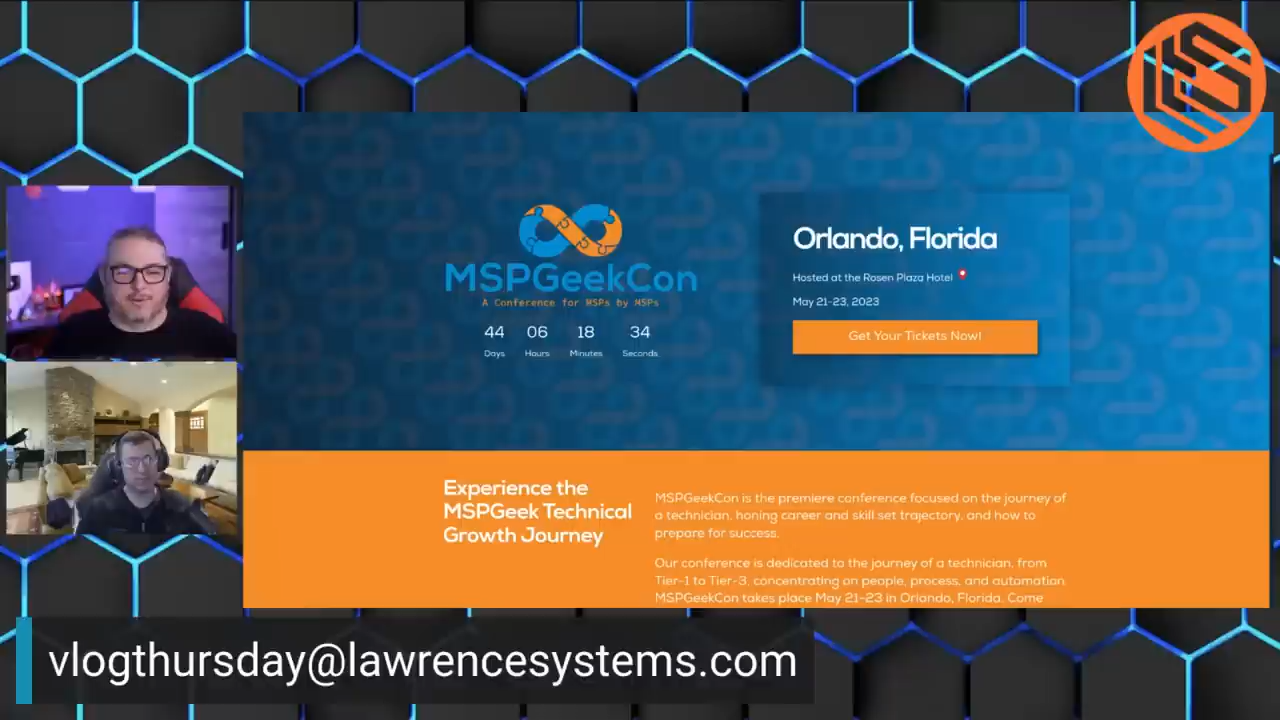 MSPGeekCon
A Conference for MSPs by MSPs
44 06 18 34
Days Hours Minutes Seconds
Orlando, Florida
Hosted at the Rosen Plaza Hotel
May 21-23, 2023
Get Your Tickets Now!
Experience the
MSPGeek Technical
Growth Journey
MSPGeekCon is the premiere conference focused on the journey of
a technician, honing career and skill set trajectory, and how to
prepare for success.
Our conference is dedicated to the journey of a technician, from
Tier-1 to Tier-3, concentrating on people, process, and automation.
MSPGeekCon takes place May 21-23 in Orlando, Florida. Come
vlogthursday@lawrencesystems.com